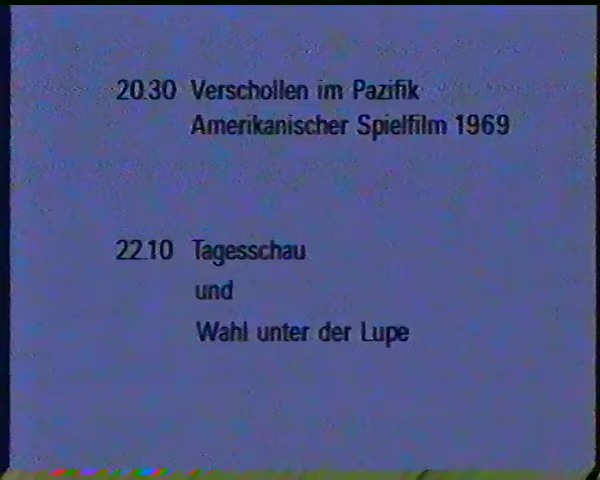 20.30 Verschollen im Pazifik
Amerikanischer Spielfilm 1969
22.10 Tagesschau
und
Wahl unter der Lupe